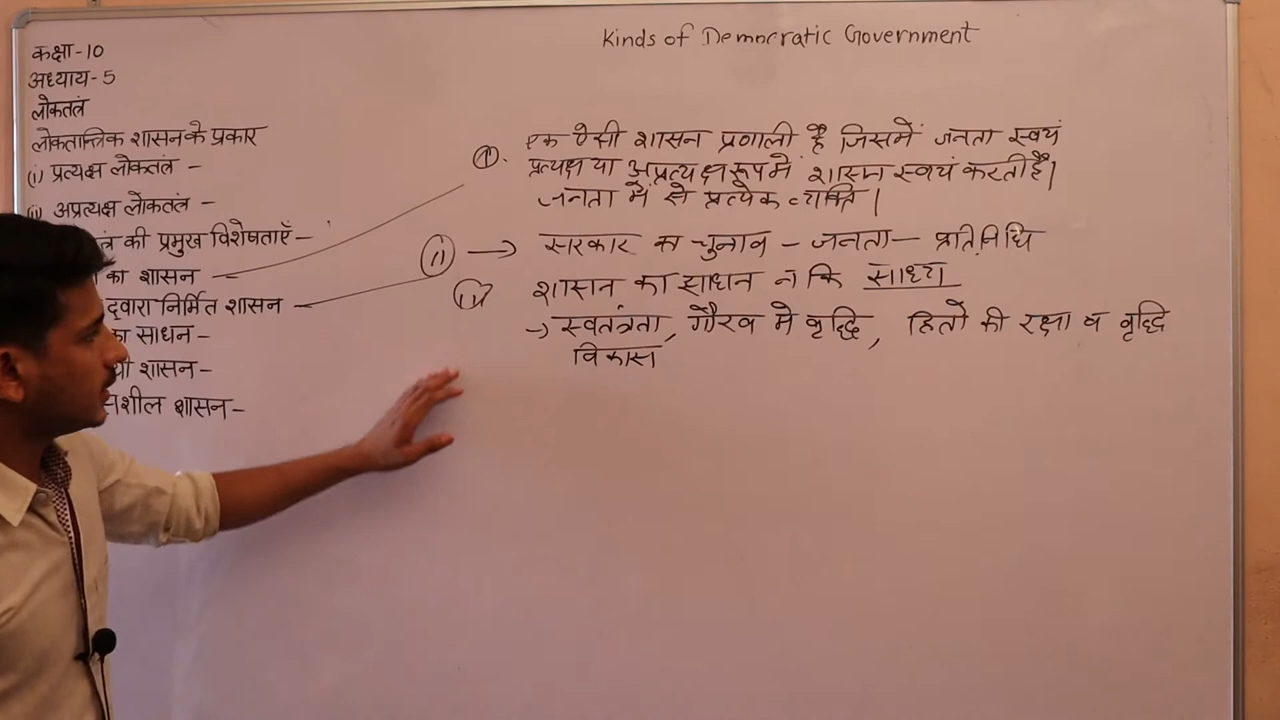 Kinds of Democratic Government
कक्षा-10
अध्याय-5
लोकतंत्र
लोकतान्त्रिक शासन के प्रकार
(i) प्रत्यक्ष लोकतंत्र -
(ii) अप्रत्यक्ष लोकतंत्र -
की प्रमुख विशेषताएँ-
का शासन -
द्वारा निर्मित शासन -
का साधन -
शासन -
शील शासन -
एक ऐसी शासन प्रणाली है जिसमें जनता स्वयं
प्रत्यक्ष या अप्रत्यक्ष रूप में शासन स्वयं करती है।
जनता में से प्रत्येक व्यक्ति।
(i) → सरकार का चुनाव - जनता - प्रतिनिधि
शासन का साधन न कि साध्य
→ स्वतंत्रता, गौरव मे वृद्धि, हितो की रक्षा व वृद्धि
विकास